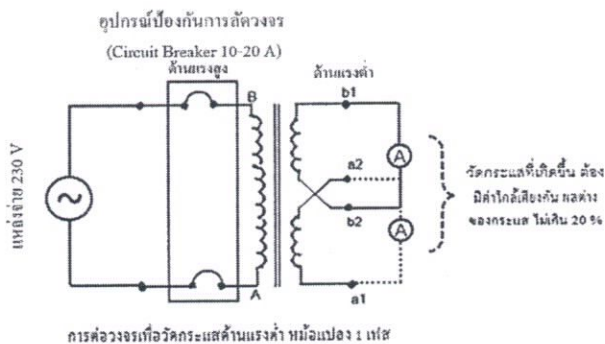 อุปกรณ์ป้องกันการลัดวงจร
(Circuit Breaker 10-20 A)
ด้านแรงสูง
ด้านแรงต่ำ
B
b1
A
a2
แหล่งจ่าย 230 V
วัดกระแสที่เกิดขึ้น ต้อง
มีค่าใกล้เคียงกัน ผลต่าง
ของกระแส ไม่เกิน 20 %
b2
A
A
a1
การต่อวงจรเพื่อวัดกระแสด้านแรงต่ำ หม้อแปลง 1 เฟส